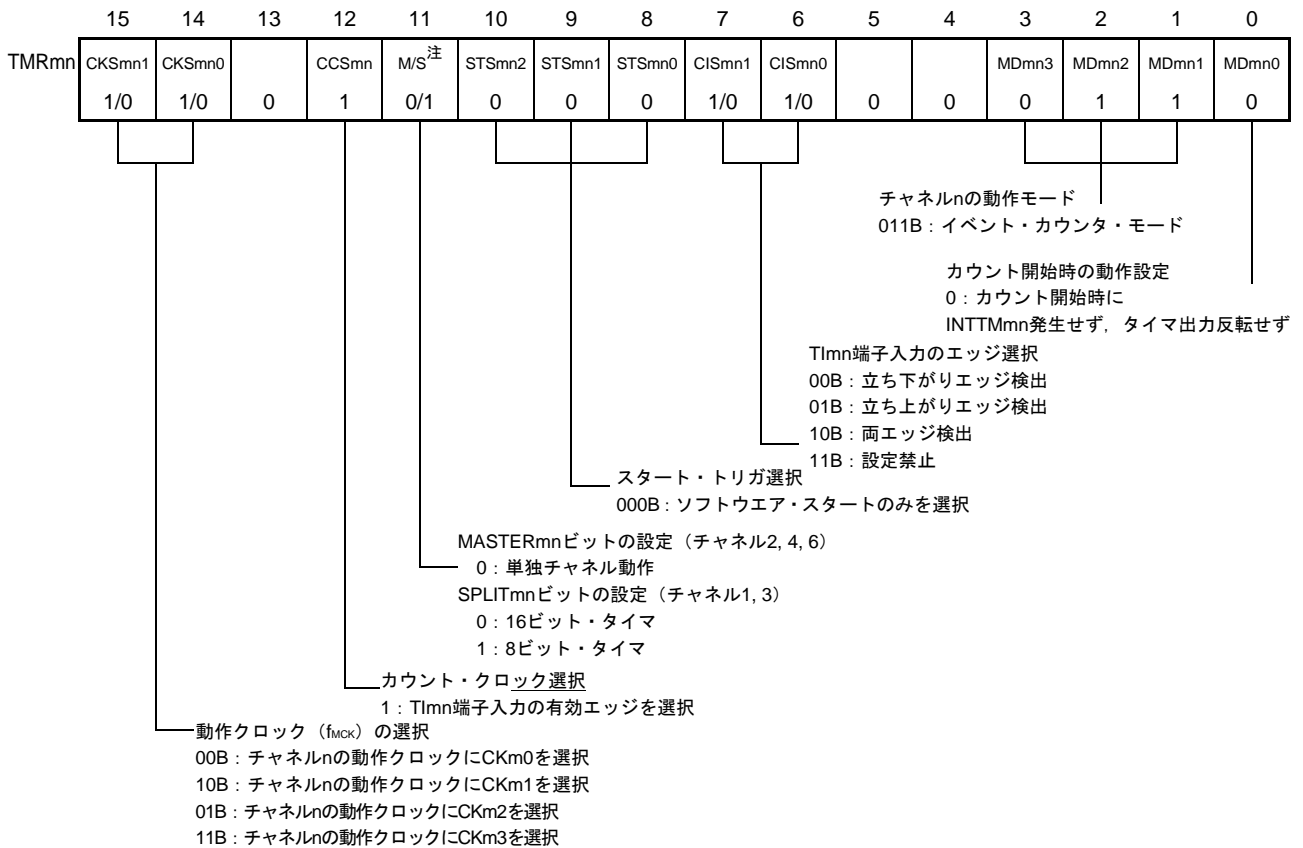 15 14 13 12 11 10 9 8 7 6 5 4 3 2 1 0
TMRmn CKSmn1 CKSmn0 CCSmn M/S注 STSmn2 STSmn1 STSmn0 CISmn1 CISmn0 MDmn3 MDmn2 MDmn1 MDmn0
1/0 1/0 0 1 0/1 0 0 0 1/0 1/0 0 0 0 1 1 0
チャネルnの動作モード
011B：イベント・カウンタ・モード
カウント開始時の動作設定
0：カウント開始時に
INTTMmn発生せず，タイマ出力反転せず
TImn端子入力のエッジ選択
00B：立ち下がりエッジ検出
01B：立ち上がりエッジ検出
10B：両エッジ検出
11B：設定禁止
スタート・トリガ選択
000B：ソフトウエア・スタートのみを選択
MASTERmnビットの設定（チャネル2, 4, 6）
0：単独チャネル動作
SPLITmnビットの設定（チャネル1, 3）
0：16ビット・タイマ
1：8ビット・タイマ
カウント・クロック選択
1：TImn端子入力の有効エッジを選択
動作クロック（fMCK）の選択
00B：チャネルnの動作クロックにCKm0を選択
10B：チャネルnの動作クロックにCKm1を選択
01B：チャネルnの動作クロックにCKm2を選択
11B：チャネルnの動作クロックにCKm3を選択